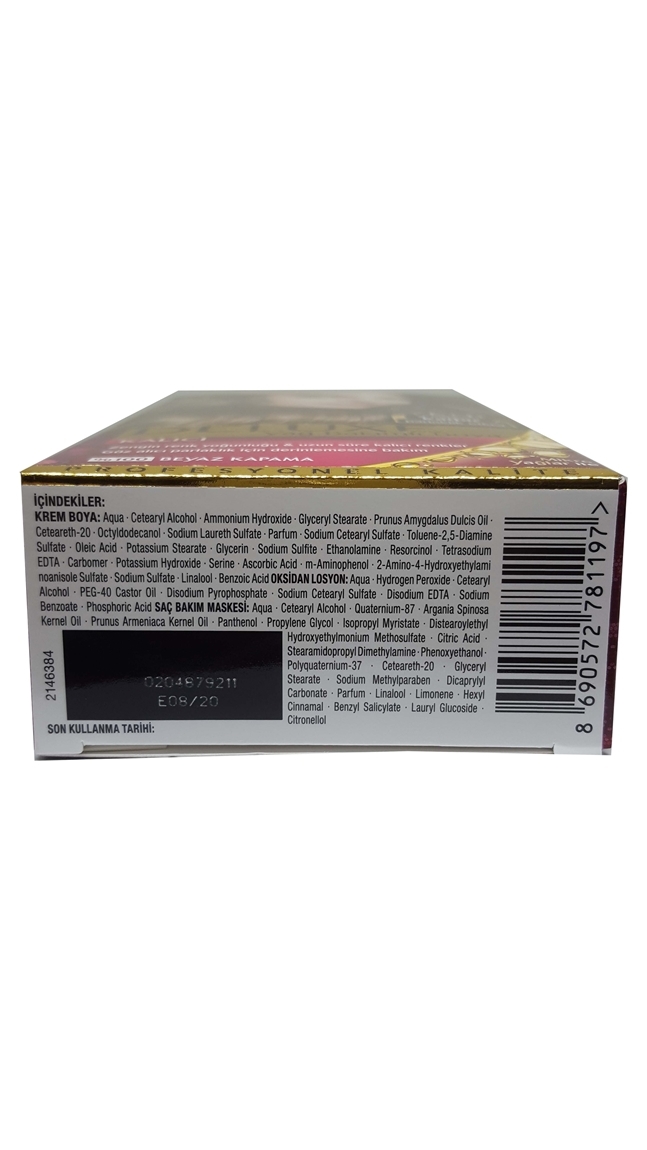 KALICI
Zengin renk yoğunluğu & uzun süre kalıcı renkler
Göz alıcı parlaklık için derinlemesine bakım
%100 BEYAZ KAPAMA
PROFESYONEL KALİTE
İÇİNDEKİLER:
KREM BOYA: Aqua · Cetearyl Alcohol · Ammonium Hydroxide · Glyceryl Stearate · Prunus Amygdalus Dulcis Oil ·
Ceteareth-20 · Octyldodecanol · Sodium Laureth Sulfate · Parfum · Sodium Cetearyl Sulfate · Toluene-2,5-Diamine
Sulfate · Oleic Acid · Potassium Stearate · Glycerin · Sodium Sulfite · Ethanolamine · Resorcinol · Tetrasodium
EDTA · Carbomer · Potassium Hydroxide · Serine · Ascorbic Acid · m-Aminophenol · 2-Amino-4-Hydroxyethylami
noanisole Sulfate · Sodium Sulfate · Linalool · Benzoic Acid OKSİDAN LOSYON: Aqua · Hydrogen Peroxide · Cetearyl
Alcohol · PEG-40 Castor Oil · Disodium Pyrophosphate · Sodium Cetearyl Sulfate · Disodium EDTA · Sodium
Benzoate · Phosphoric Acid SAÇ BAKIM MASKESİ: Aqua · Cetearyl Alcohol · Quaternium-87 · Argania Spinosa
Kernel Oil · Prunus Armeniaca Kernel Oil · Panthenol · Propylene Glycol · Isopropyl Myristate · Distearoylethyl
Hydroxyethylmonium Methosulfate · Citric Acid ·
Stearamidopropyl Dimethylamine · Phenoxyethanol ·
Polyquaternium-37 · Ceteareth-20 · Glyceryl
Stearate · Sodium Methylparaben · Dicaprylyl
Carbonate · Parfum · Linalool · Limonene · Hexyl
Cinnamal · Benzyl Salicylate · Lauryl Glucoside ·
Citronellol
2146384
0204879211
E08/20
SON KULLANMA TARİHİ:
8 690572 781197 >